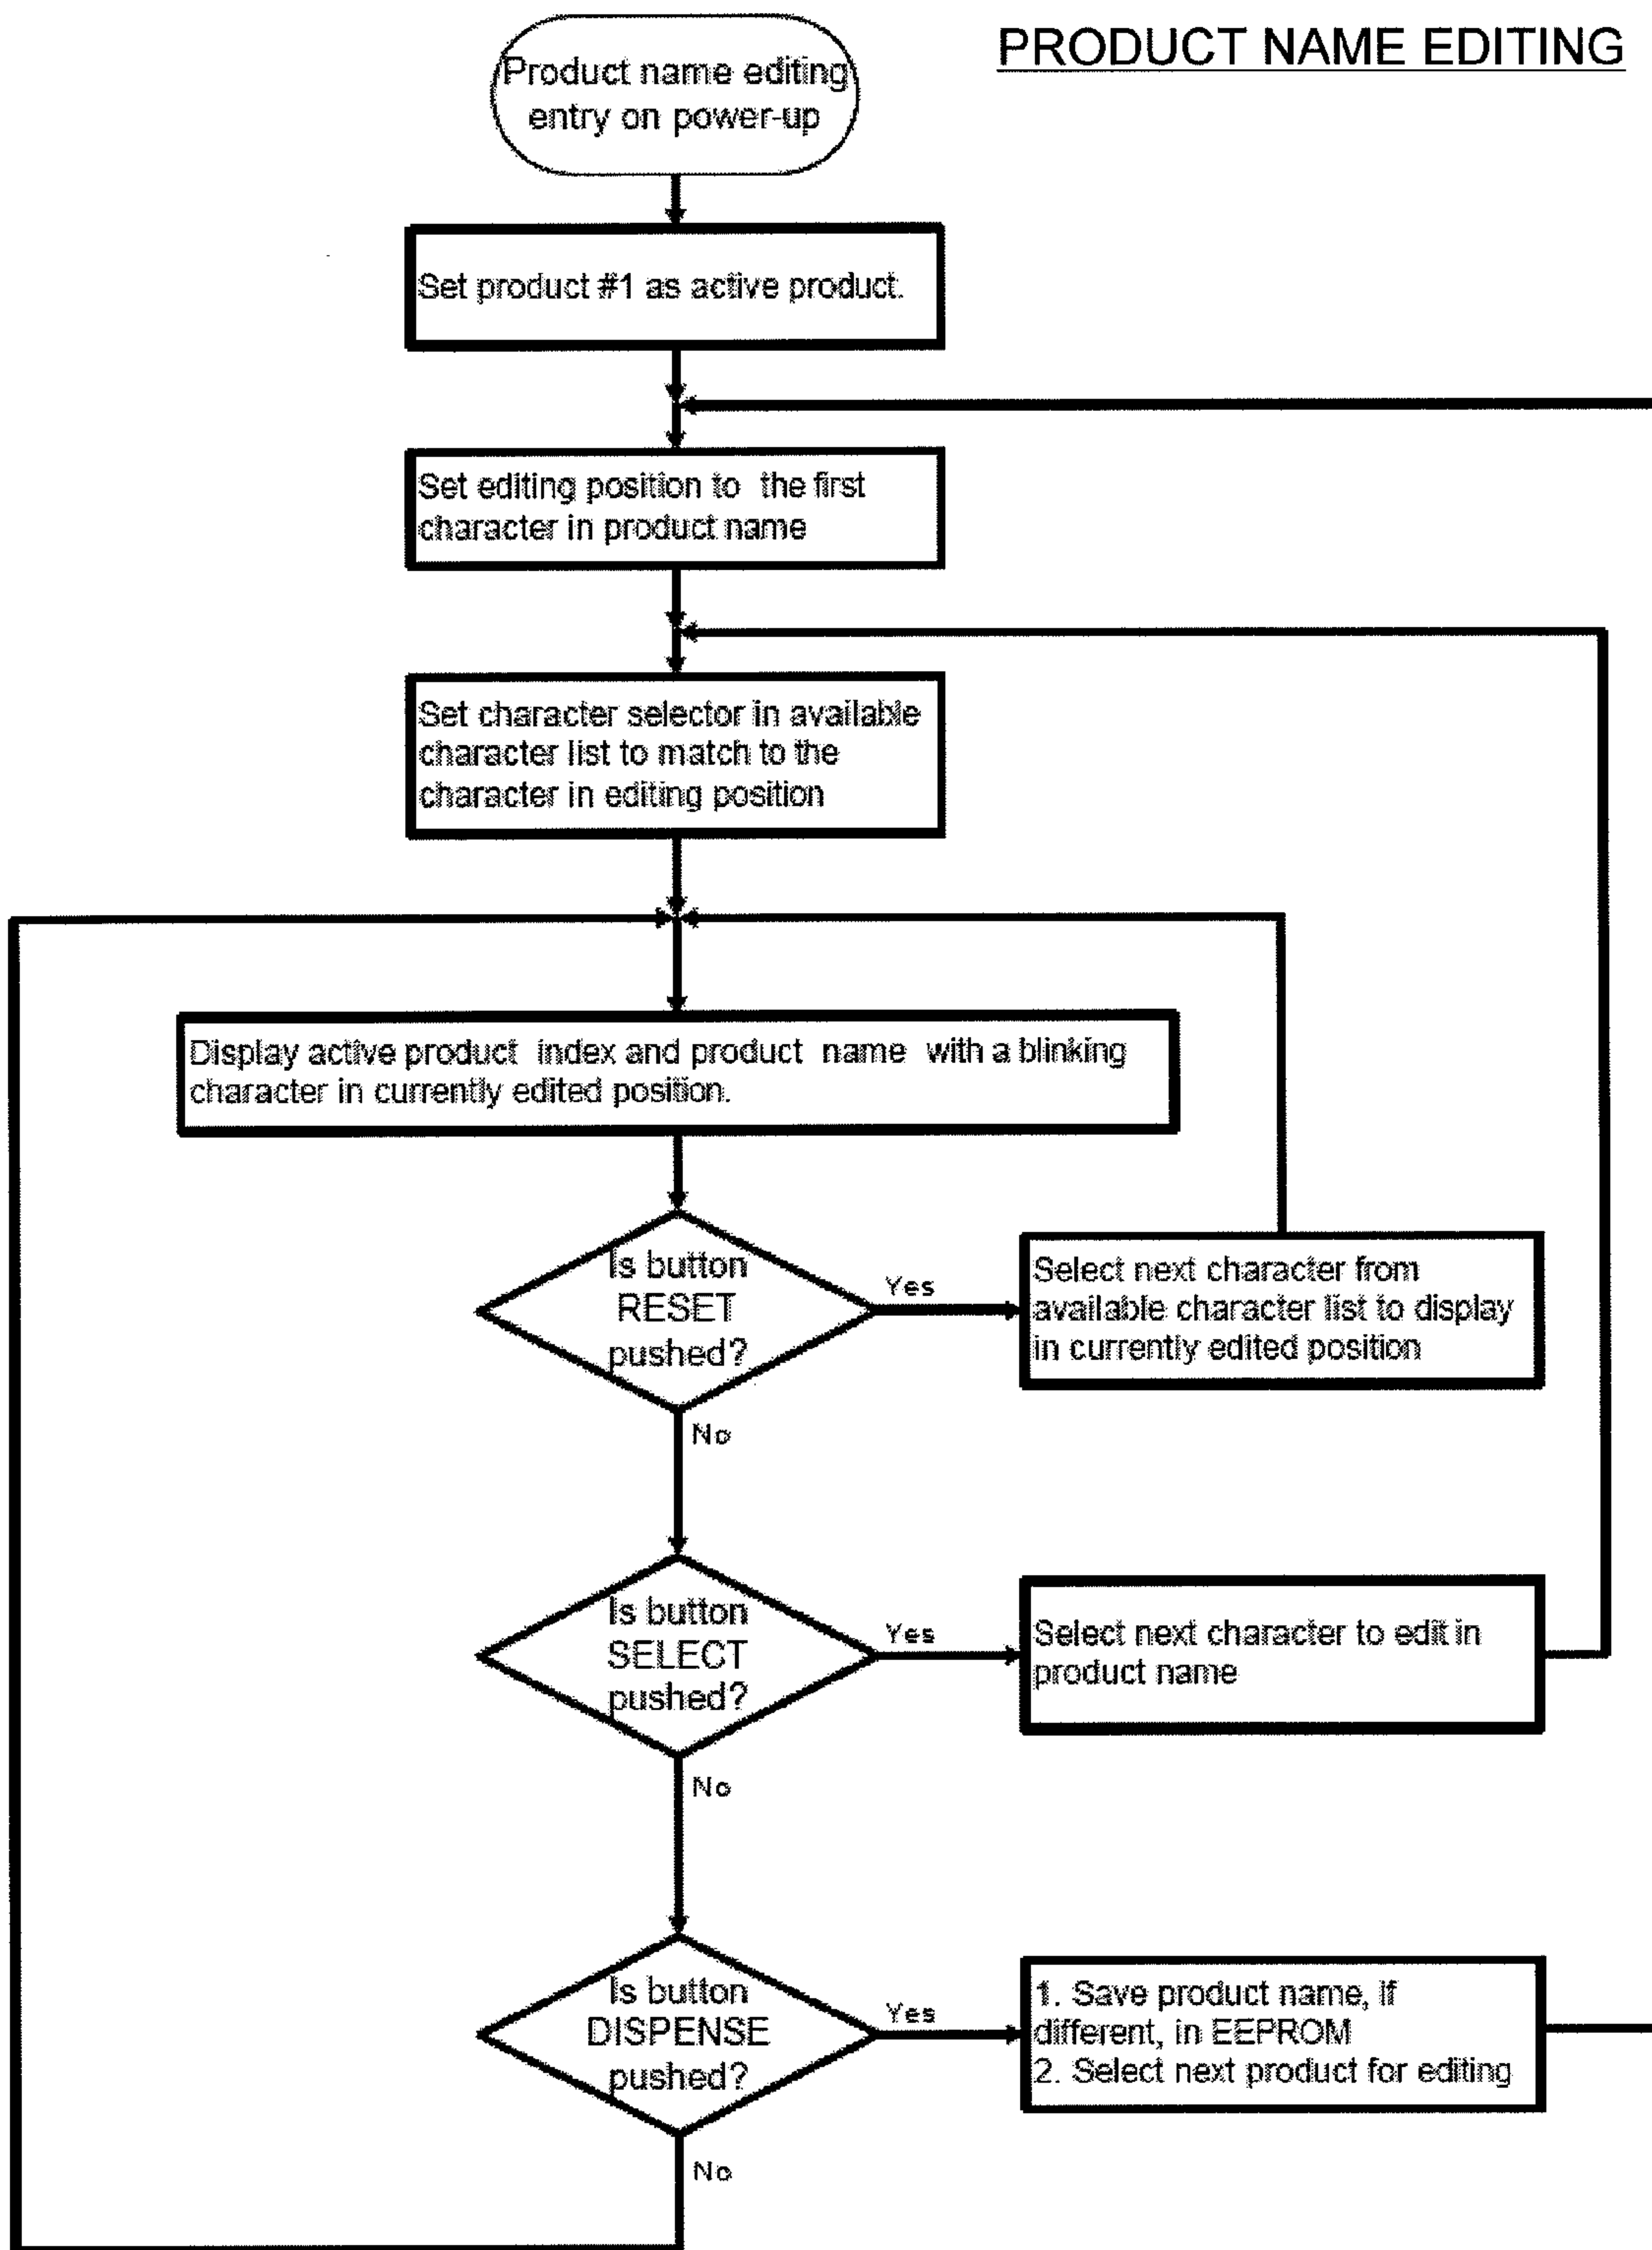 PRODUCT NAME EDITING
Product name editing
entry on power-up
Set product #1 as active product.
Set editing position to the first
character in product name
Set character selector in available
character list to match to the
character in editing position
Display active product index and product name with a blinking
character in currently edited position.
Is button
RESET
pushed?
Yes
Select next character from
available character list to display
in currently edited position
No
Is button
SELECT
pushed?
Yes
Select next character to edit in
product name
No
Is button
DISPENSE
pushed?
Yes
1. Save product name, if
different, in EEPROM
2. Select next product for editing
No